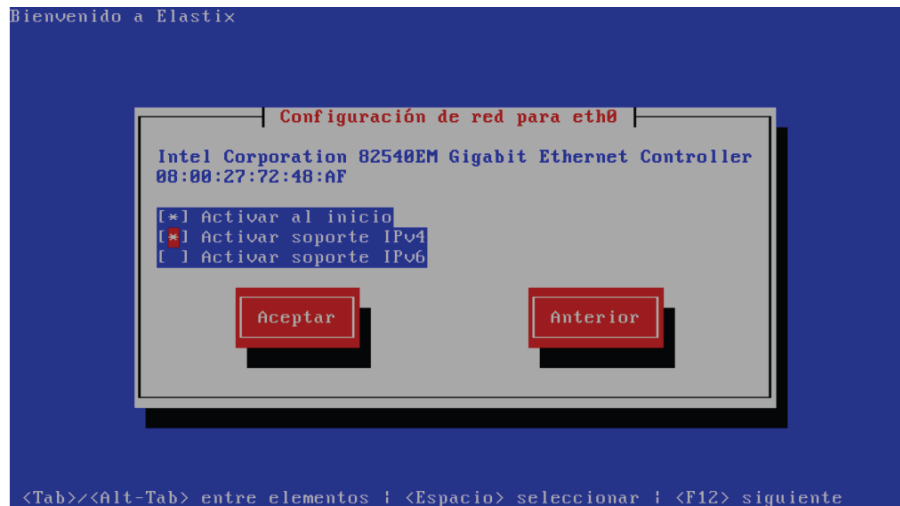 Bienvenido a Elastix
Configuración de red para eth0
Intel Corporation 82540EM Gigabit Ethernet Controller
08:00:27:72:48:AF
[*] Activar al inicio
[*] Activar soporte IPv4
[ ] Activar soporte IPv6
Aceptar Anterior
<Tab>/<Alt-Tab> entre elementos ¦ <Espacio> seleccionar ¦ <F12> siguiente